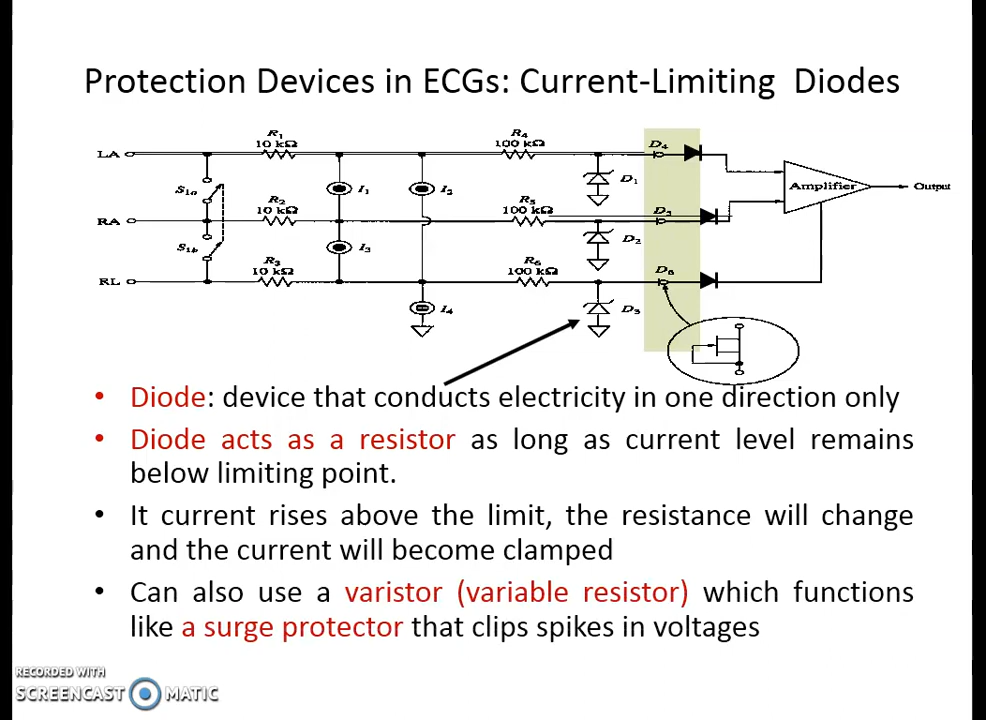 Protection Devices in ECGs: Current-Limiting Diodes
R1
10 kΩ
R4
100 kΩ
D4
LA
S1a
I1
I2
D1
Amplifier
Output
R2
10 kΩ
R5
100 kΩ
RA
S1b
I3
D2
R3
10 kΩ
R6
100 kΩ
D6
RL
I4
D3
• Diode: device that conducts electricity in one direction only
• Diode acts as a resistor as long as current level remains
below limiting point.
• It current rises above the limit, the resistance will change
and the current will become clamped
• Can also use a varistor (variable resistor) which functions
like a surge protector that clips spikes in voltages
RECORDED WITH
SCREENCAST MATIC